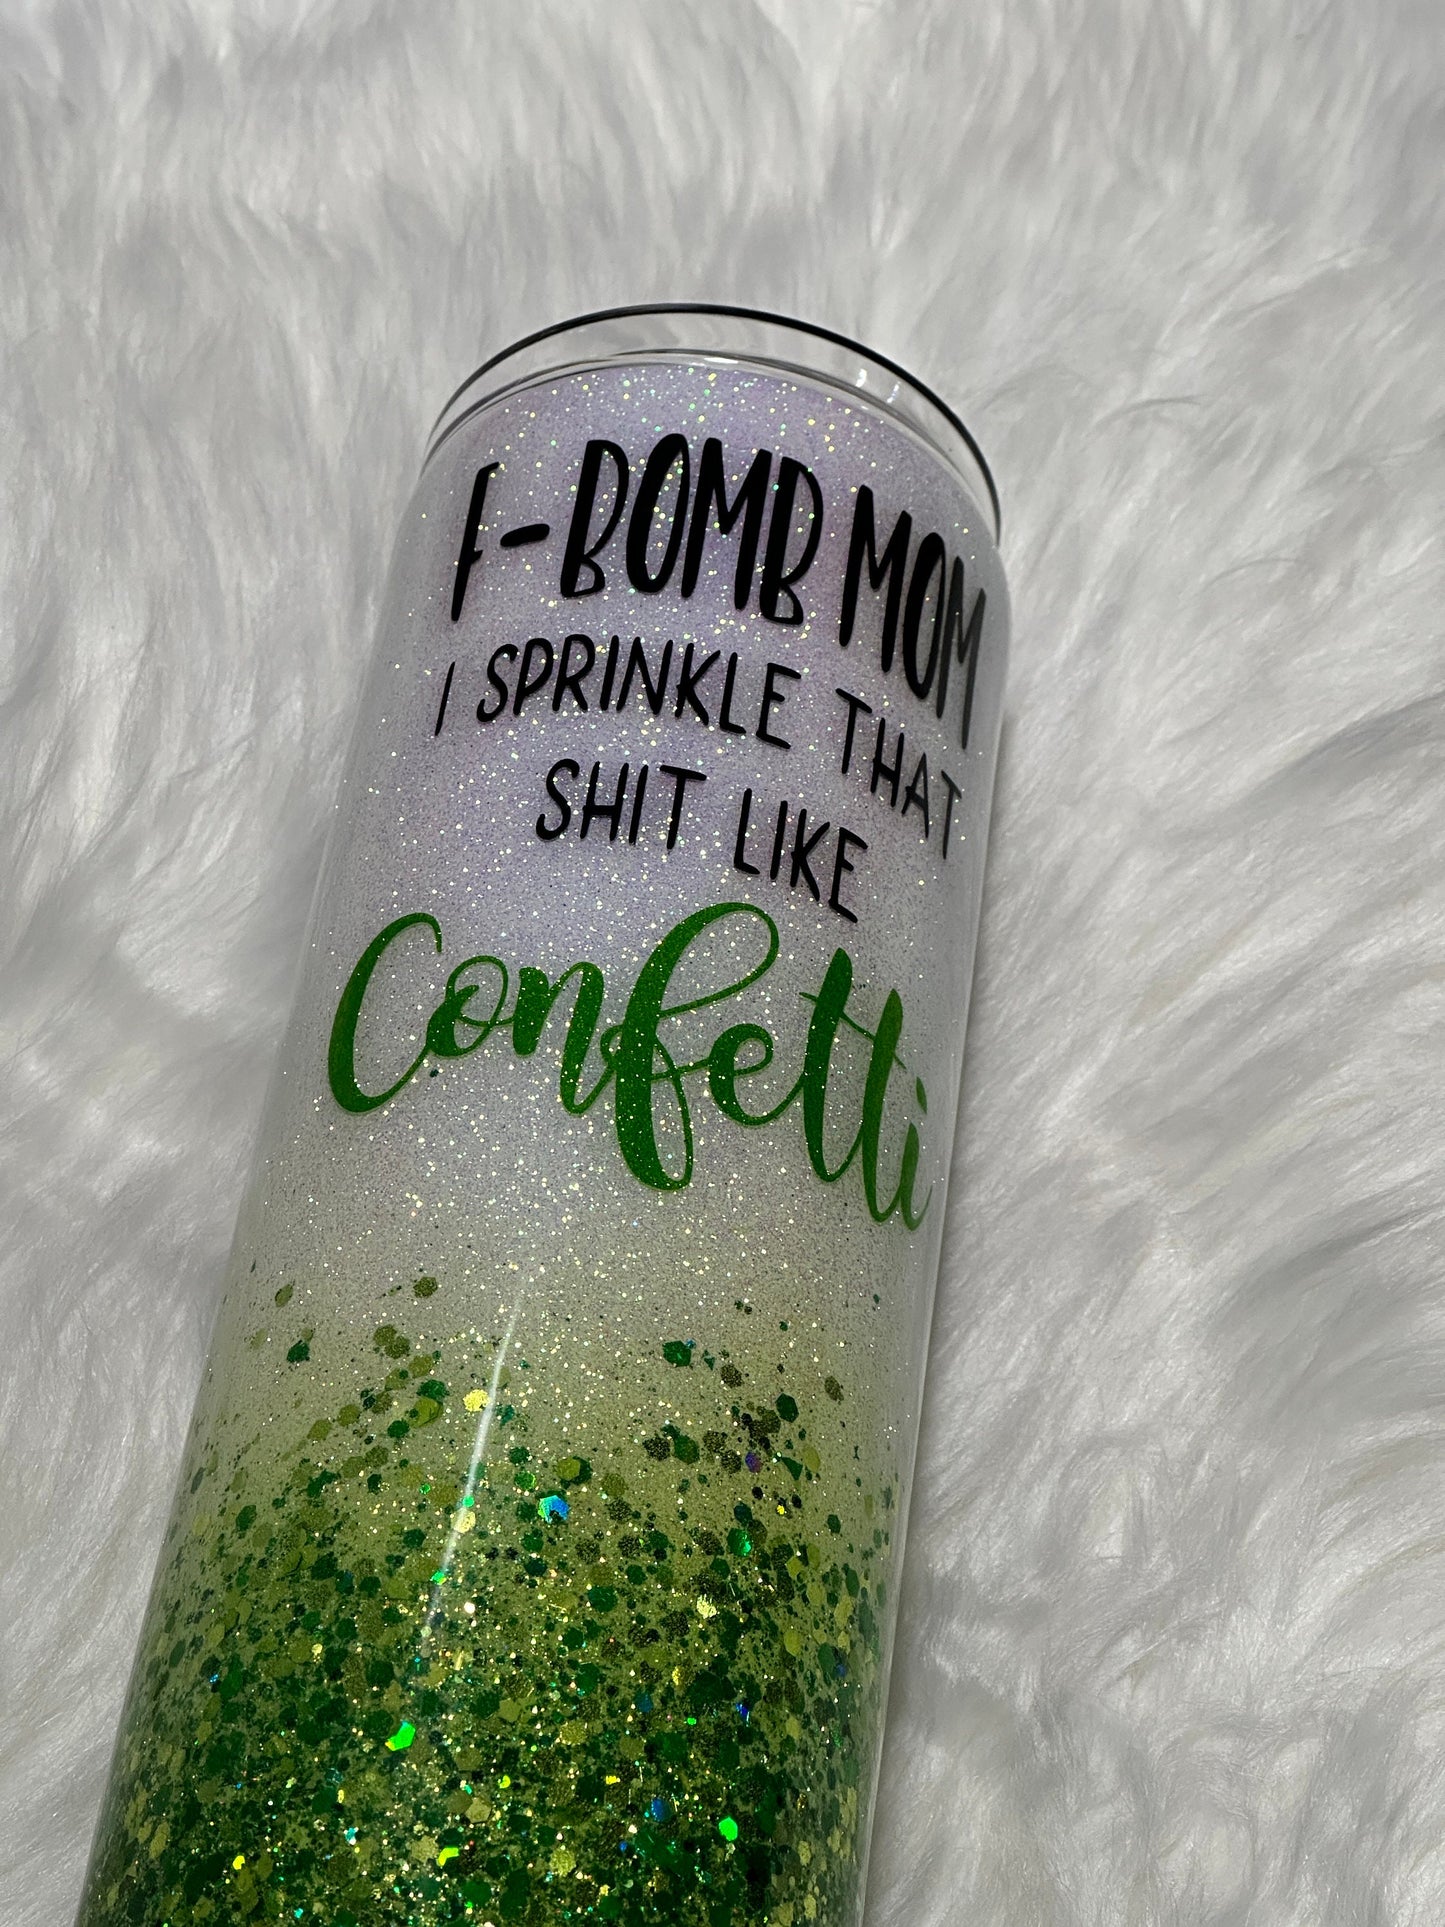 F-BOMB MOM
I SPRINKLE THAT
SHIT LIKE
Confetti